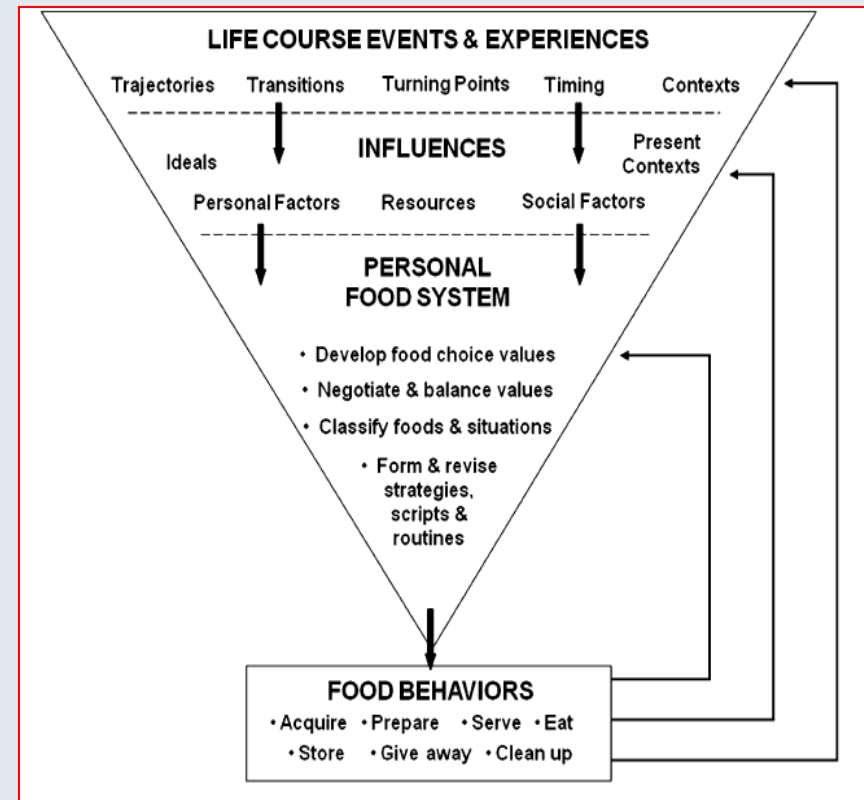 LIFE COURSE EVENTS & EXPERIENCES
Trajectories Transitions Turning Points Timing Contexts
INFLUENCES
Ideals
Present
Contexts
Personal Factors Resources Social Factors
PERSONAL
FOOD SYSTEM
• Develop food choice values
• Negotiate & balance values
• Classify foods & situations
• Form & revise
strategies,
scripts &
routines
FOOD BEHAVIORS
• Acquire • Prepare • Serve • Eat
• Store • Give away • Clean up